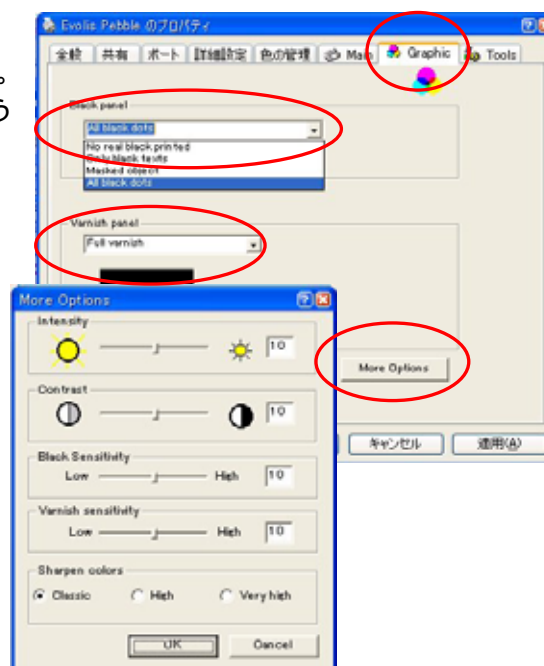 。
う
Evolis Pebble のプロパティ
全般 共有 ポート 詳細設定 色の管理 Main Graphic Tools
Black panel
All black dots
No real black printed
Only black texts
Masked object
All black dots
Varnish panel
Full varnish
More Options
キャンセル 適用(A)
More Options
Intensity
10
Contrast
10
Black Sensitivity
Low High 10
Varnish sensitivity
Low High 10
Sharpen colors
Classic High Very high
OK Cancel